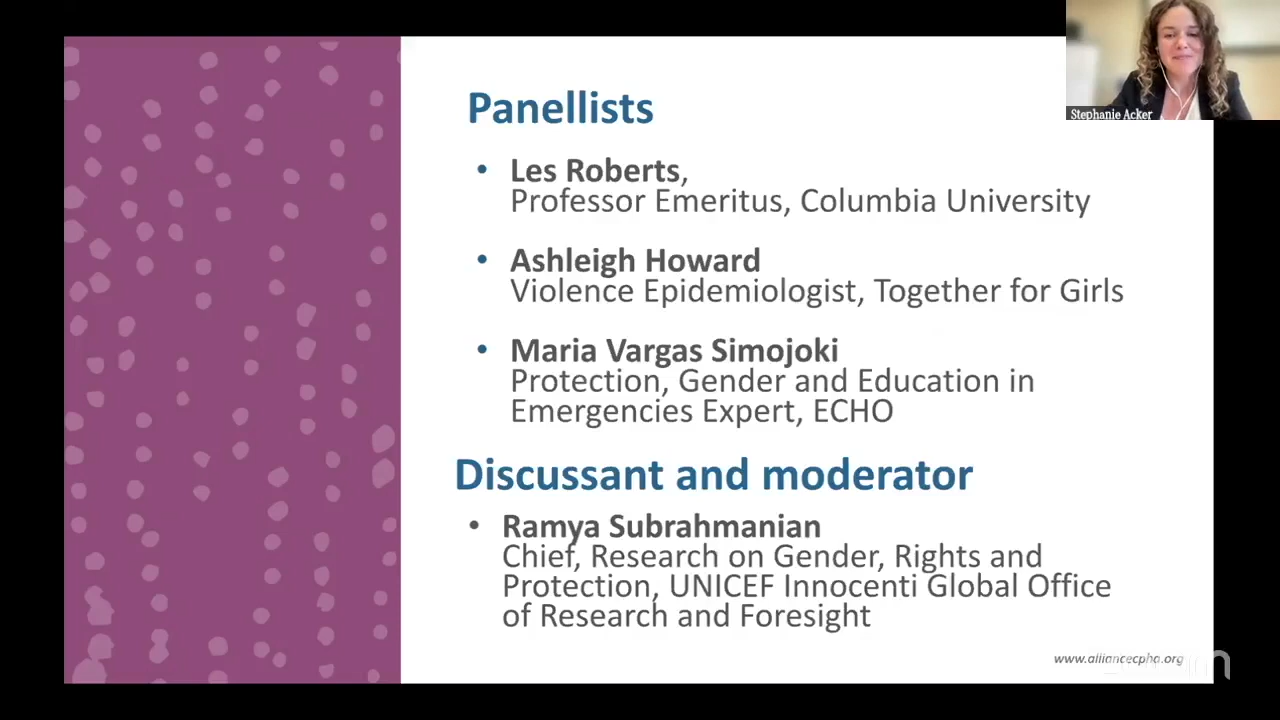 Panellists
• Les Roberts,
Professor Emeritus, Columbia University
• Ashleigh Howard
Violence Epidemiologist, Together for Girls
• Maria Vargas Simojoki
Protection, Gender and Education in
Emergencies Expert, ECHO
Discussant and moderator
• Ramya Subrahmanian
Chief, Research on Gender, Rights and
Protection, UNICEF Innocenti Global Office
of Research and Foresight
www.alliancecpha.org
Stephanie Acker